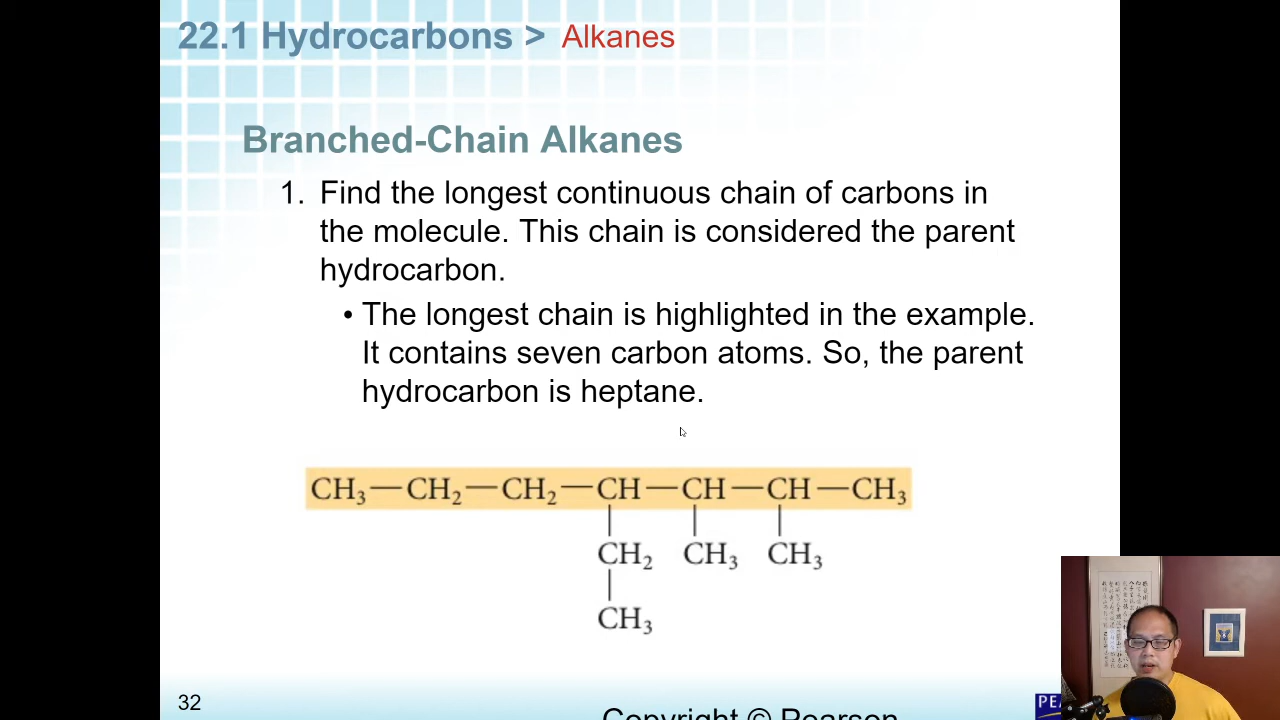 22.1 Hydrocarbons > Alkanes
Branched-Chain Alkanes
1. Find the longest continuous chain of carbons in
the molecule. This chain is considered the parent
hydrocarbon.
• The longest chain is highlighted in the example.
It contains seven carbon atoms. So, the parent
hydrocarbon is heptane.
CH₃—CH₂—CH₂—CH—CH—CH—CH₃
CH₂ CH₃ CH₃
CH₃
32
Copyright © Pearson